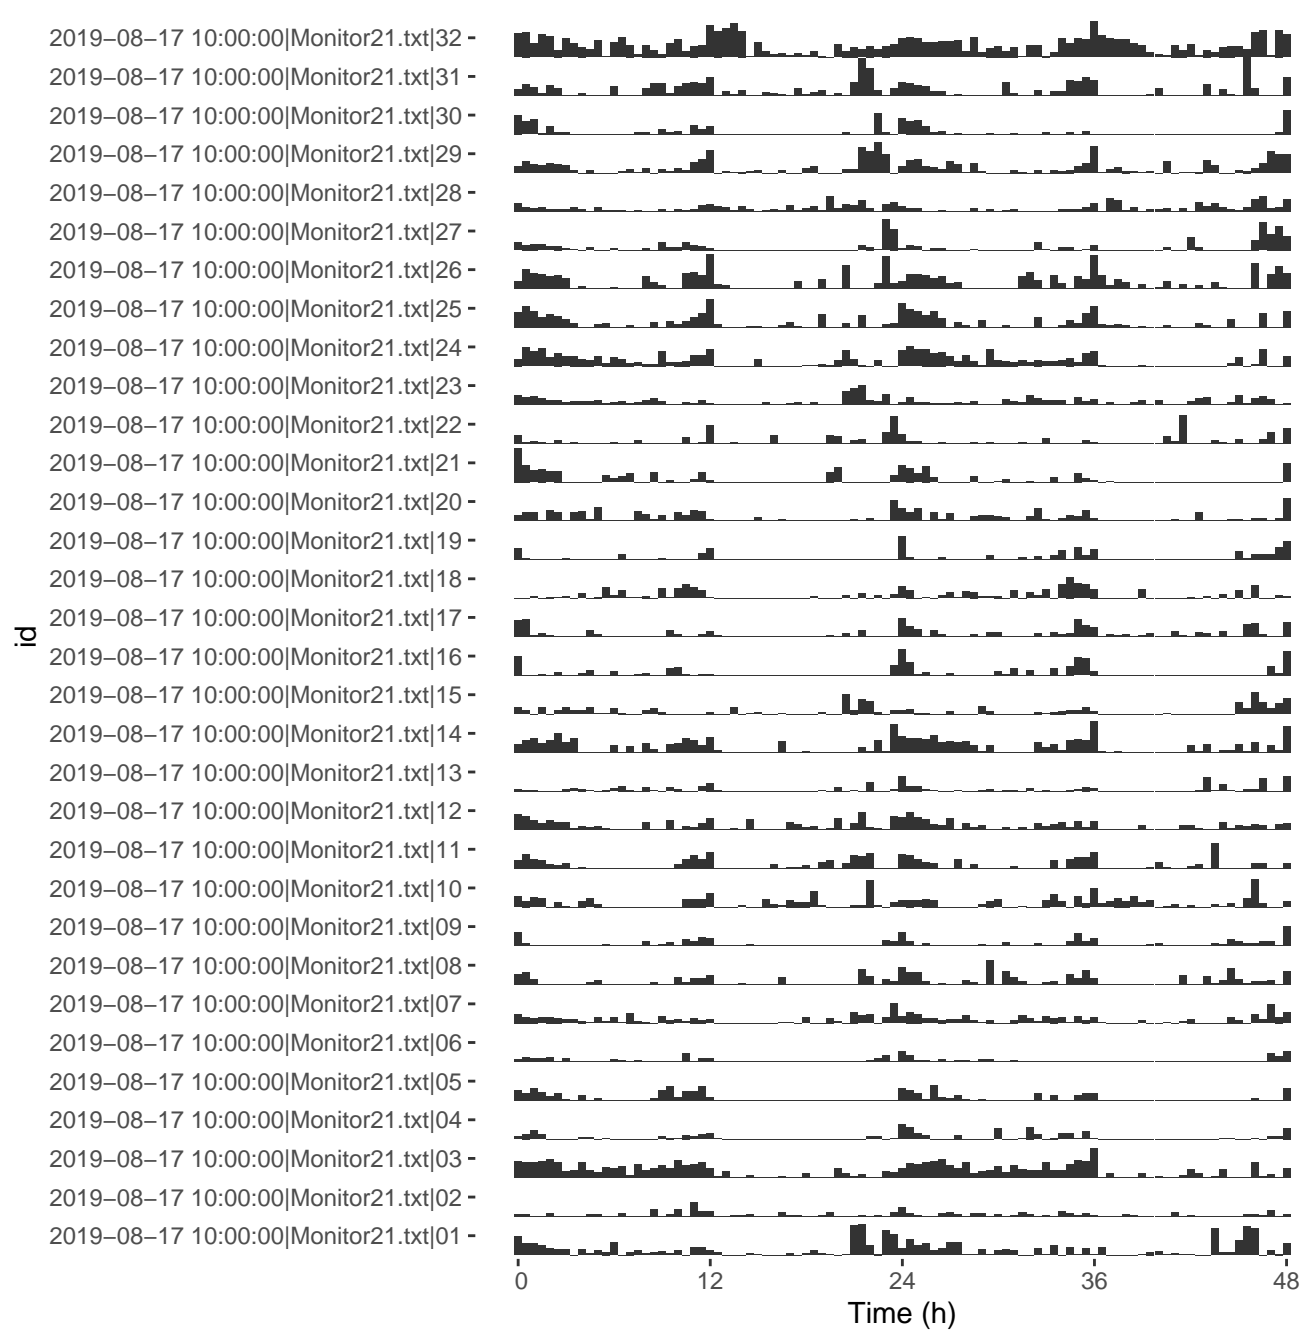 2019−08−17 10:00:00|Monitor21.txt|32
2019−08−17 10:00:00|Monitor21.txt|31
2019−08−17 10:00:00|Monitor21.txt|30
2019−08−17 10:00:00|Monitor21.txt|29
2019−08−17 10:00:00|Monitor21.txt|28
2019−08−17 10:00:00|Monitor21.txt|27
2019−08−17 10:00:00|Monitor21.txt|26
2019−08−17 10:00:00|Monitor21.txt|25
2019−08−17 10:00:00|Monitor21.txt|24
2019−08−17 10:00:00|Monitor21.txt|23
2019−08−17 10:00:00|Monitor21.txt|22
2019−08−17 10:00:00|Monitor21.txt|21
2019−08−17 10:00:00|Monitor21.txt|20
2019−08−17 10:00:00|Monitor21.txt|19
2019−08−17 10:00:00|Monitor21.txt|18
2019−08−17 10:00:00|Monitor21.txt|17
2019−08−17 10:00:00|Monitor21.txt|16
2019−08−17 10:00:00|Monitor21.txt|15
2019−08−17 10:00:00|Monitor21.txt|14
2019−08−17 10:00:00|Monitor21.txt|13
2019−08−17 10:00:00|Monitor21.txt|12
2019−08−17 10:00:00|Monitor21.txt|11
2019−08−17 10:00:00|Monitor21.txt|10
2019−08−17 10:00:00|Monitor21.txt|09
2019−08−17 10:00:00|Monitor21.txt|08
2019−08−17 10:00:00|Monitor21.txt|07
2019−08−17 10:00:00|Monitor21.txt|06
2019−08−17 10:00:00|Monitor21.txt|05
2019−08−17 10:00:00|Monitor21.txt|04
2019−08−17 10:00:00|Monitor21.txt|03
2019−08−17 10:00:00|Monitor21.txt|02
2019−08−17 10:00:00|Monitor21.txt|01
id
0 12 24 36 48
Time (h)